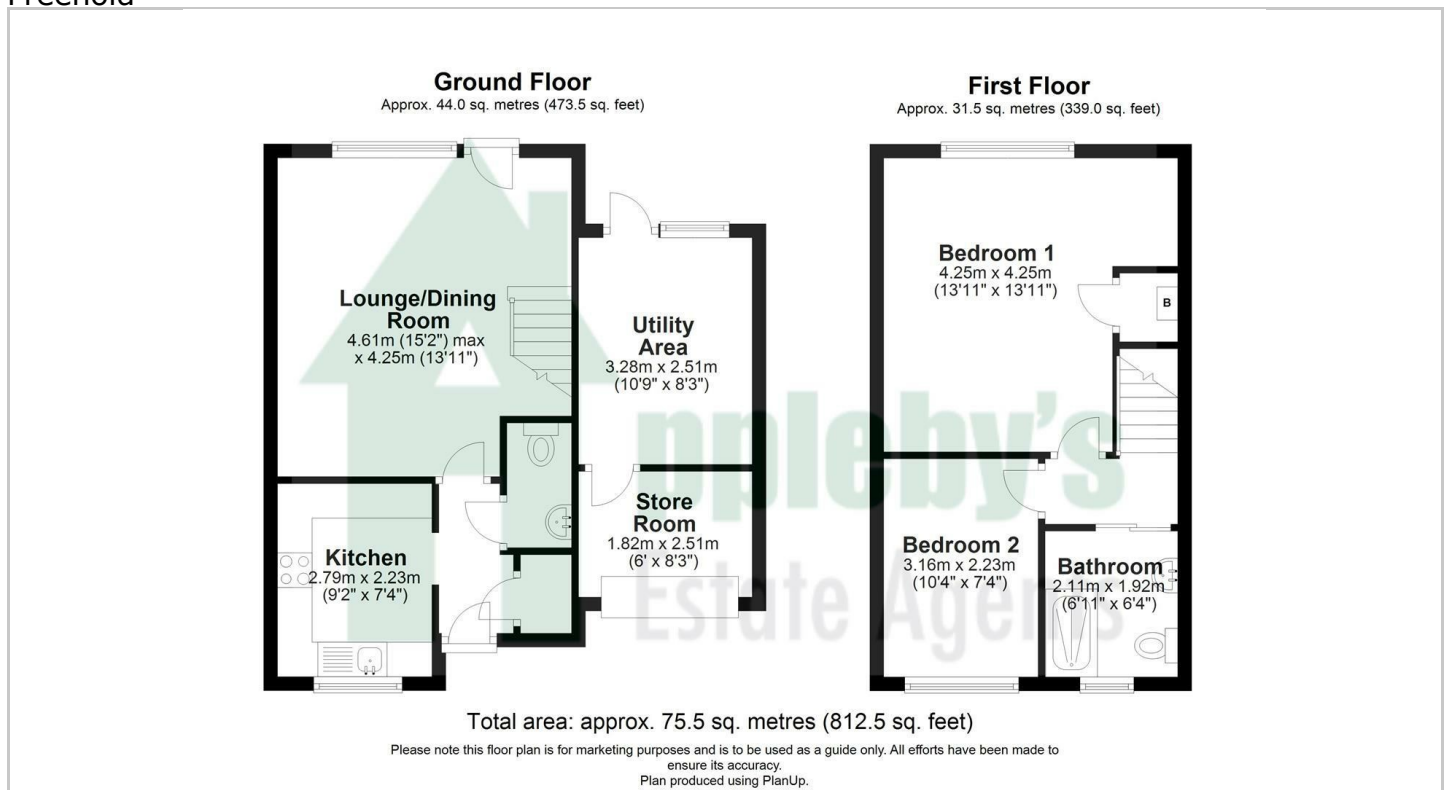 Freehold
Ground Floor
Approx. 44.0 sq. metres (473.5 sq. feet)
First Floor
Approx. 31.5 sq. metres (339.0 sq. feet)
Lounge/Dining
Room
4.61m (15'2") max
x 4.25m (13'11")
Utility
Area
3.28m x 2.51m
(10'9" x 8'3")
Store
Room
1.82m x 2.51m
(6' x 8'3")
Kitchen
2.79m x 2.23m
(9'2" x 7'4")
Bedroom 1
4.25m x 4.25m
(13'11" x 13'11")
B
Bedroom 2
3.16m x 2.23m
(10'4" x 7'4")
Bathroom
2.11m x 1.92m
(6'11" x 6'4")
Appleby's
Estate Agents
Total area: approx. 75.5 sq. metres (812.5 sq. feet)
Please note this floor plan is for marketing purposes and is to be used as a guide only. All efforts have been made to
ensure its accuracy.
Plan produced using PlanUp.